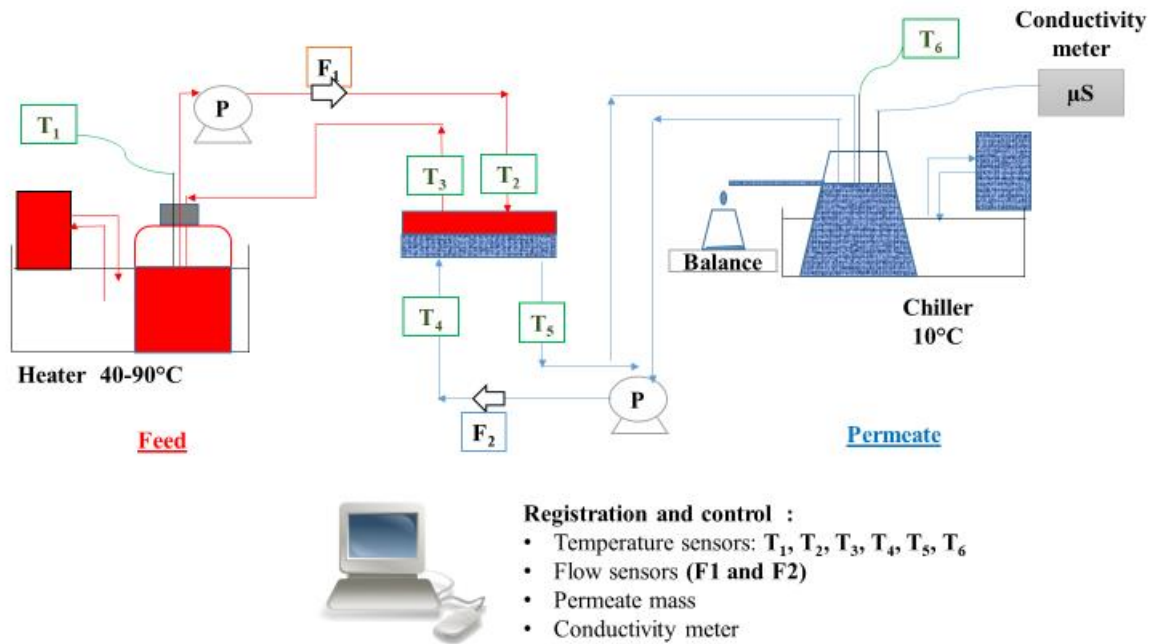 Conductivity
meter
T₆
F₁
P
μS
T₁
T₃
T₂
Balance
T₄
T₅
Chiller
10°C
Heater 40-90°C
P
F₂
Feed
Permeate
Registration and control :
• Temperature sensors: T₁, T₂, T₃, T₄, T₅, T₆
• Flow sensors (F1 and F2)
• Permeate mass
• Conductivity meter